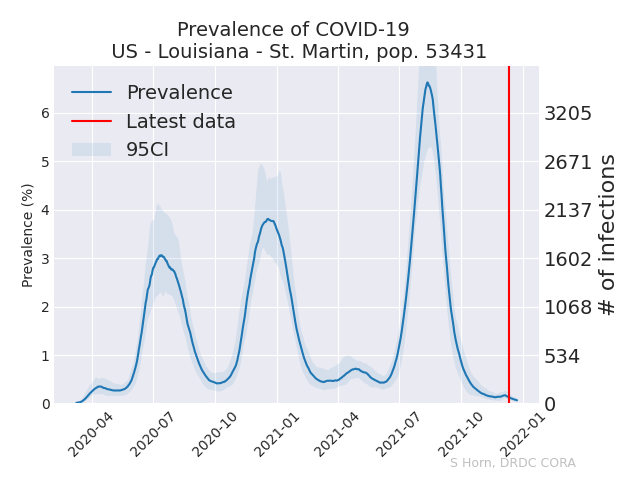 Prevalence of COVID-19
US - Louisiana - St. Martin, pop. 53431
Prevalence
Latest data
95CI
Prevalence (%)
6
5
4
3
2
1
0
3205
2671
2137
1602
1068
534
0
# of infections
2020-04
2020-07
2020-10
2021-01
2021-04
2021-07
2021-10
2022-01
S Horn, DRDC CORA